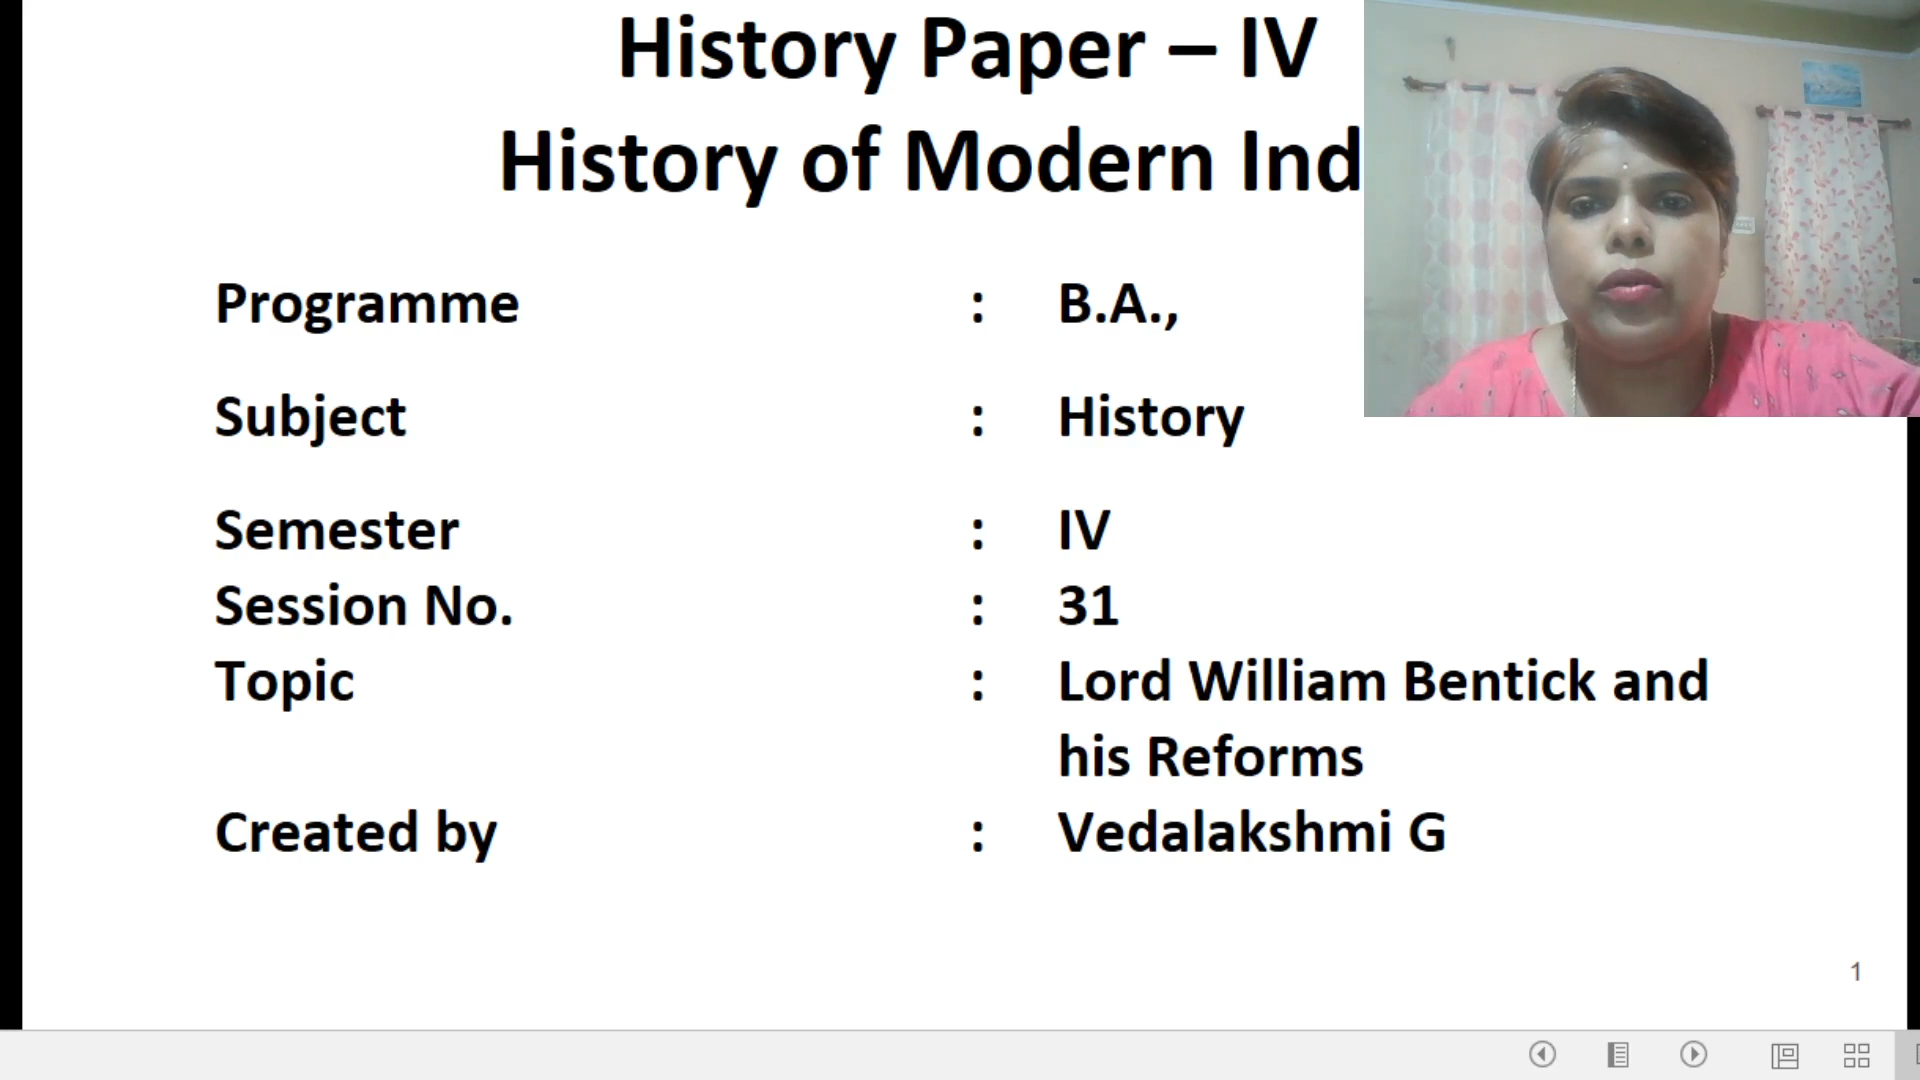 History Paper – IV
History of Modern Ind
Programme : B.A.,
Subject : History
Semester : IV
Session No. : 31
Topic : Lord William Bentick and
his Reforms
Created by : Vedalakshmi G
1